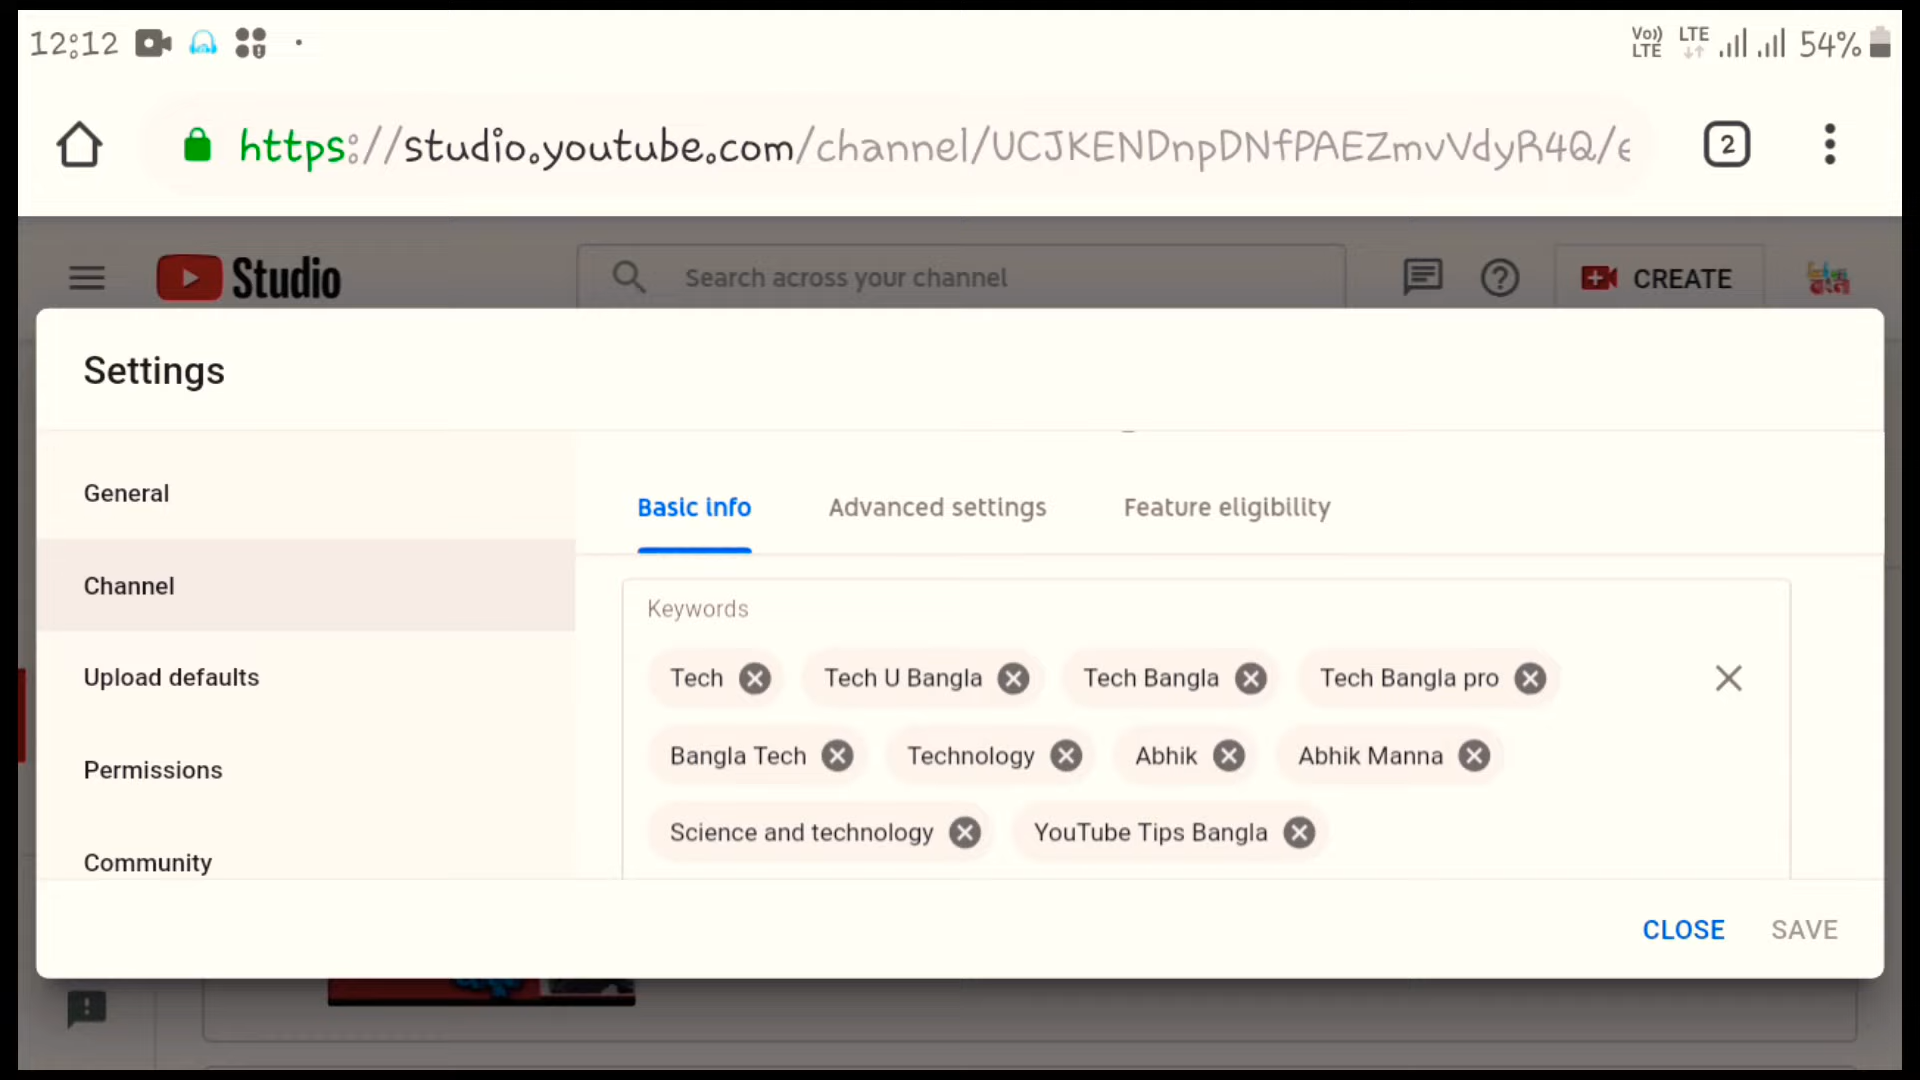 12:12 Vo)) LTE LTE 54%
https://studio.youtube.com/channel/UCJKENDnpDNfPAEZmvVdyR4Q/e 2
Studio Search across your channel CREATE
Settings
General
Channel
Upload defaults
Permissions
Community
Basic info Advanced settings Feature eligibility
Keywords
Tech Tech U Bangla Tech Bangla Tech Bangla pro
Bangla Tech Technology Abhik Abhik Manna
Science and technology YouTube Tips Bangla
CLOSE SAVE